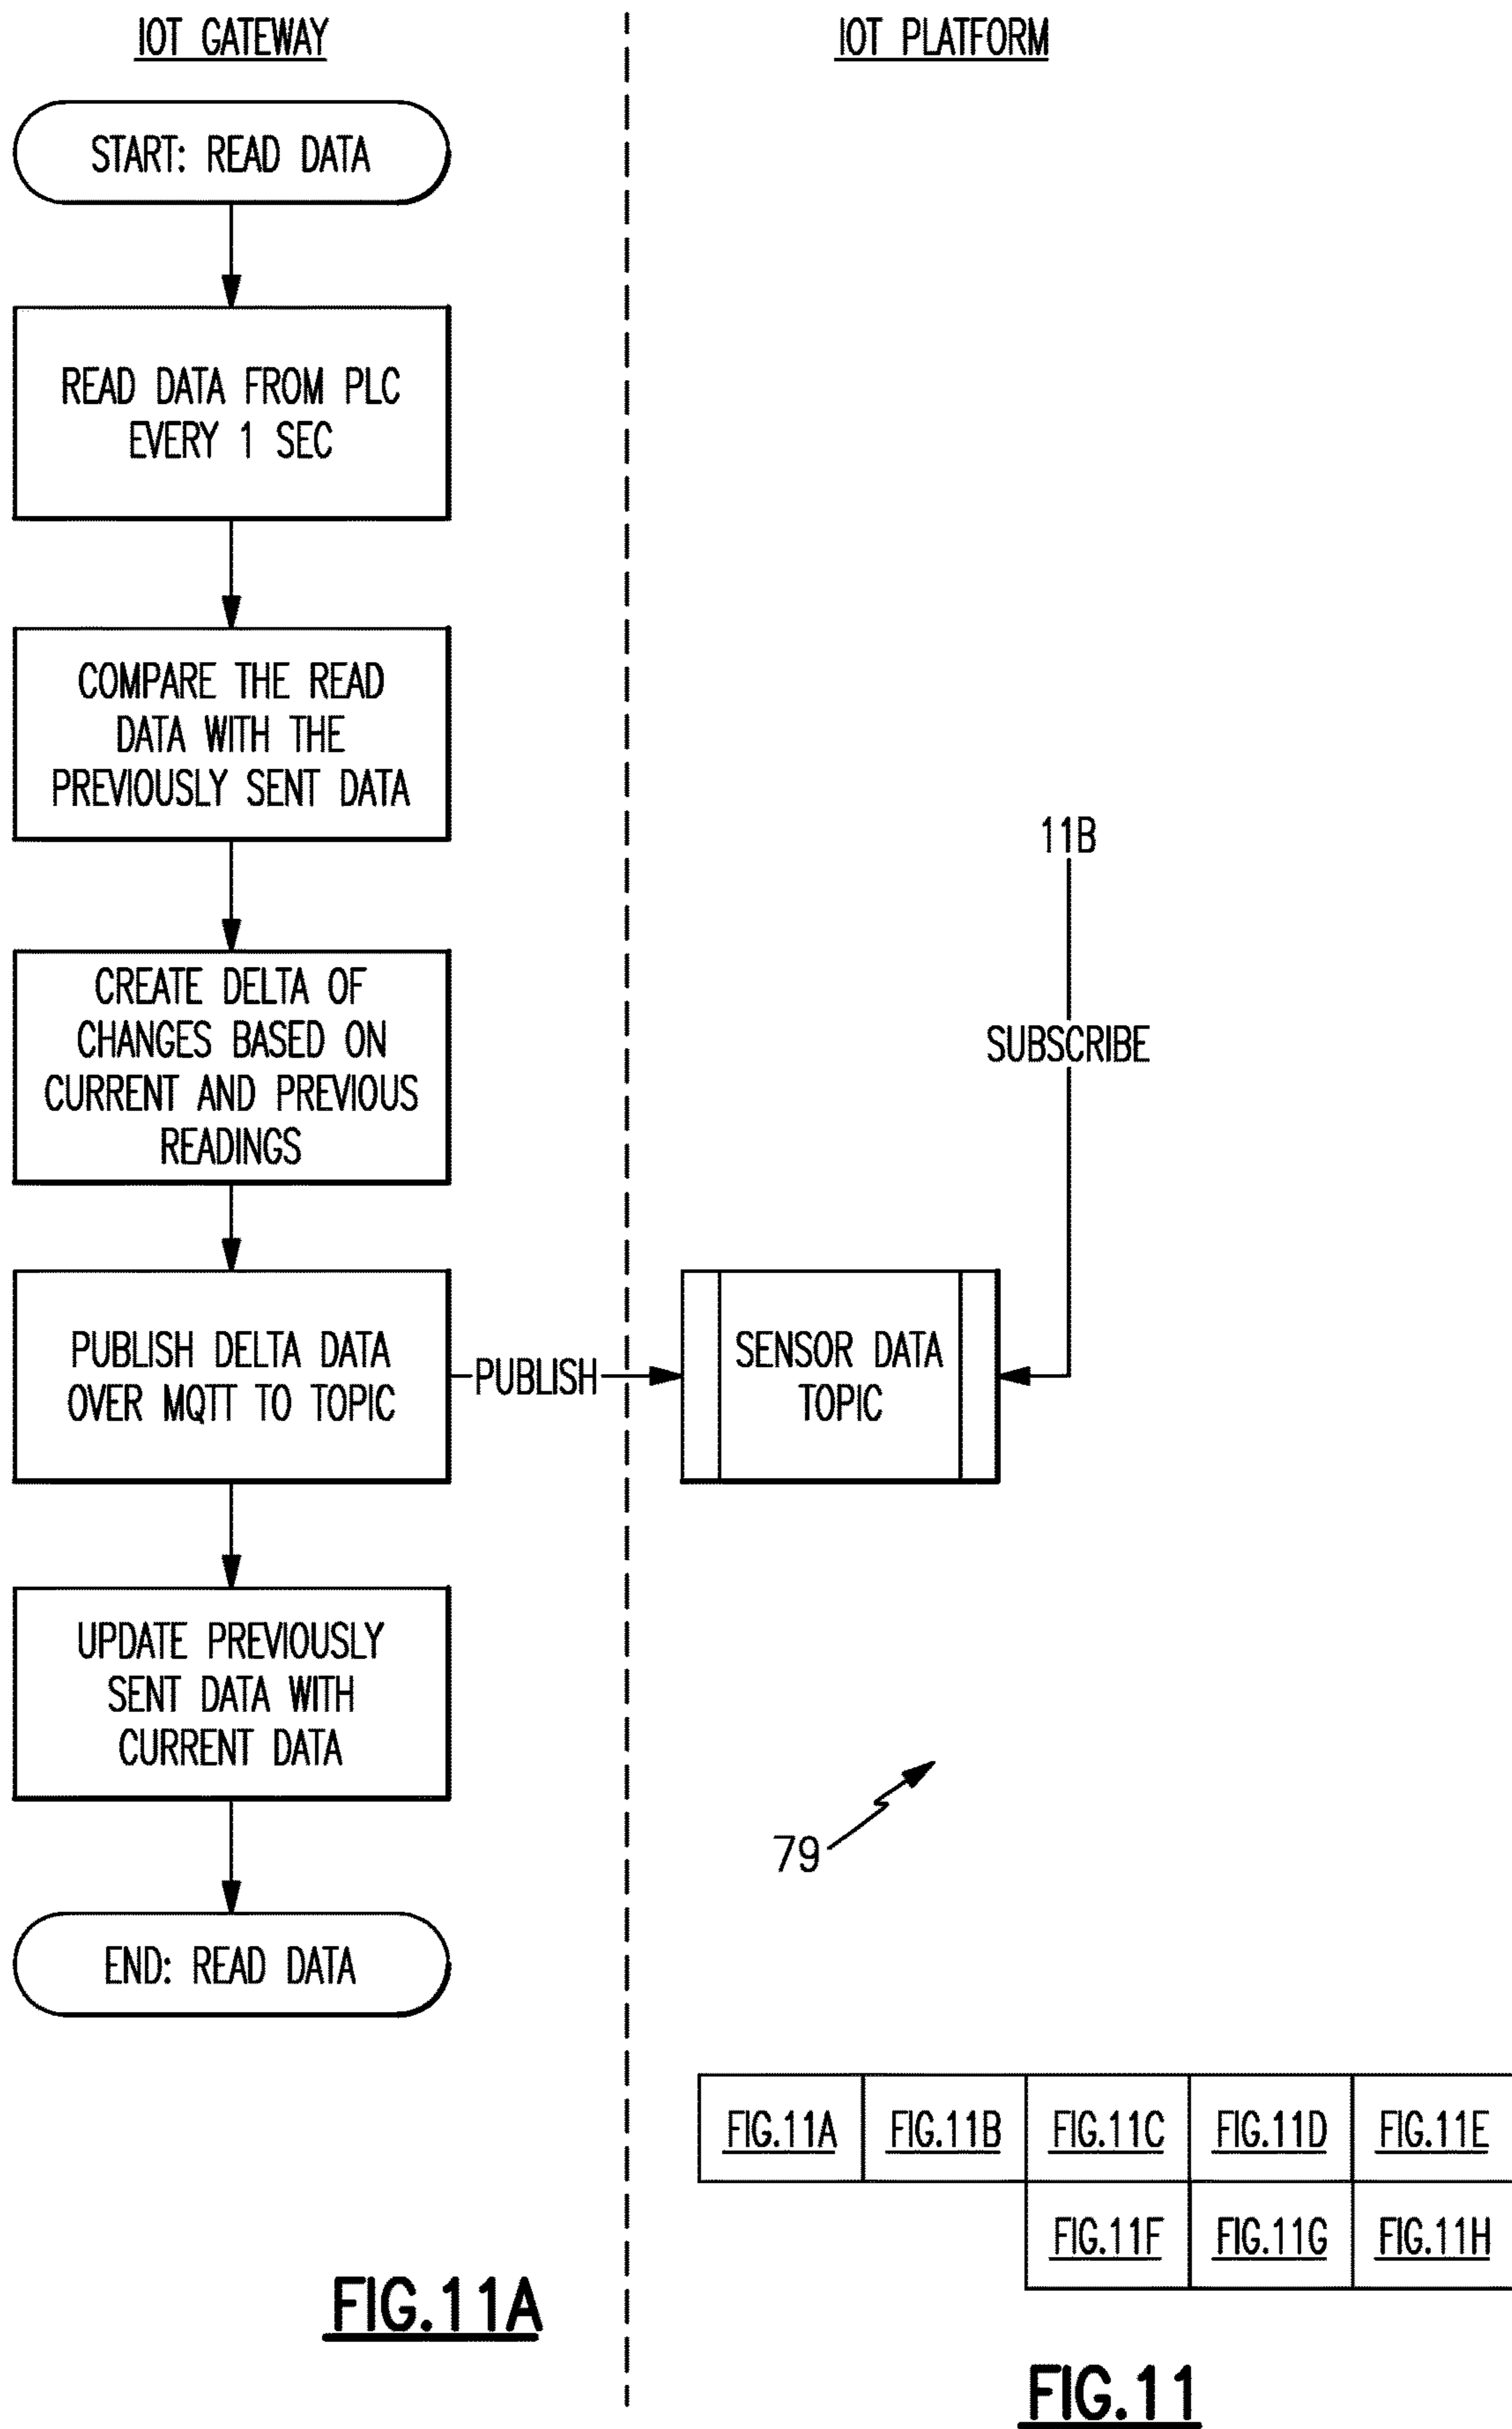 IOT GATEWAY
IOT PLATFORM
START: READ DATA
READ DATA FROM PLC
EVERY 1 SEC
COMPARE THE READ
DATA WITH THE
PREVIOUSLY SENT DATA
11B
CREATE DELTA OF
CHANGES BASED ON
CURRENT AND PREVIOUS
READINGS
SUBSCRIBE
PUBLISH DELTA DATA
OVER MQTT TO TOPIC
PUBLISH
SENSOR DATA
TOPIC
UPDATE PREVIOUSLY
SENT DATA WITH
CURRENT DATA
79
END: READ DATA
FIG.11A FIG.11B FIG.11C FIG.11D FIG.11E
FIG.11F FIG.11G FIG.11H
FIG.11A
FIG.11